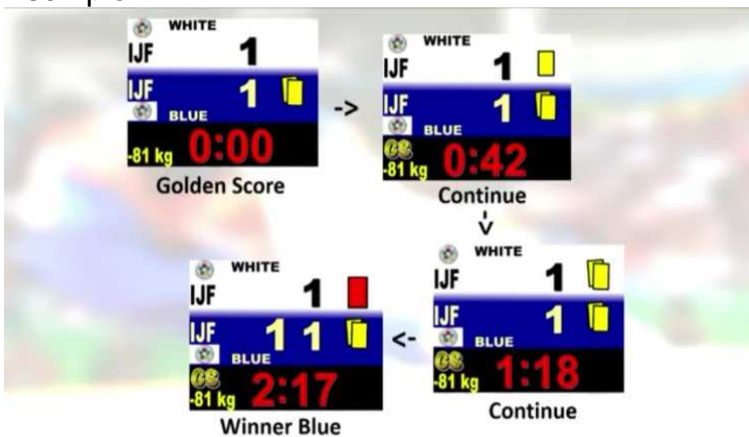 WHITE
IJF 1
IJF 1
BLUE
-81 kg 0:00
Golden Score
->
WHITE
IJF 1
IJF 1
BLUE
GS
-81 kg 0:42
Continue
->
WHITE
IJF 1
IJF 1
BLUE
GS
-81 kg 1:18
Continue
<-
WHITE
IJF 1
IJF 1 1
BLUE
GS
-81 kg 2:17
Winner Blue